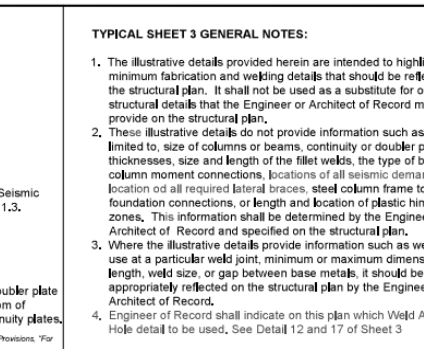 TYPICAL SHEET 3 GENERAL NOTES:
1. The illustrative details provided herein are intended to highli
minimum fabrication and welding details that should be refle
the structural plan. It shall not be used as a substitute for o
structural details that the Engineer or Architect of Record m
provide on the structural plan.
2. These illustrative details do not provide information such as
limited to, size of columns or beams, continuity or doubler p
thicknesses, size and length of the fillet welds, the type of b
column moment connections, locations of all seismic demar
location od all required lateral braces, steel column frame to
foundation connections, or length and location of plastic hin
zones. This information shall be determined by the Enginee
Architect of Record and specified on the structural plan.
3. Where the illustrative details provide information such as we
use at a particular weld joint, minimum or maximum dimens
length, weld size, or gap between base metals, it should be
appropriately reflected on the structural plan by the Enginee
Architect of Record.
4. Engineer of Record shall indicate on this plan which Weld A
Hole detail to be used. See Detail 12 and 17 of Sheet 3
Seismic
1.3.
oubler plate
om of
nuity plates.
Provisions, "For